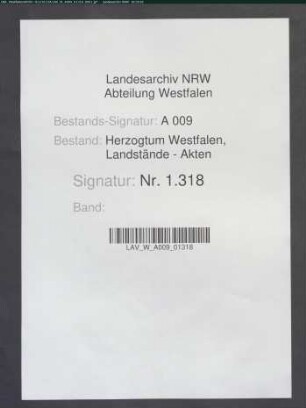 Landesarchiv NRW
Abteilung Westfalen
Bestands-Signatur: A 009
Bestand: Herzogtum Westfalen,
Landstände - Akten
Signatur: Nr. 1.318
Band:
LAV_W_A009_01318